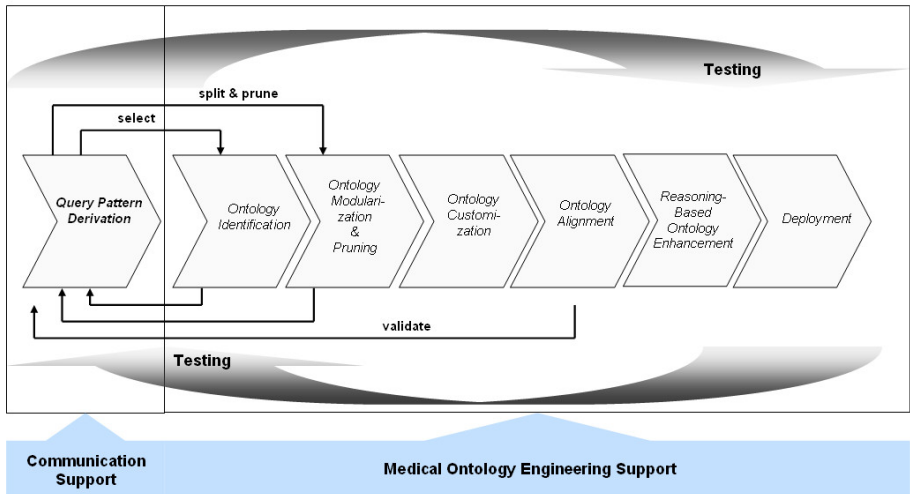 Testing
split & prune
select
Query Pattern
Derivation
Ontology
Identification
Ontology
Modulari-
zation
&
Pruning
Ontology
Customi-
zation
Ontology
Alignment
Reasoning-
Based
Ontology
Enhancement
Deployment
validate
Testing
Communication
Support
Medical Ontology Engineering Support